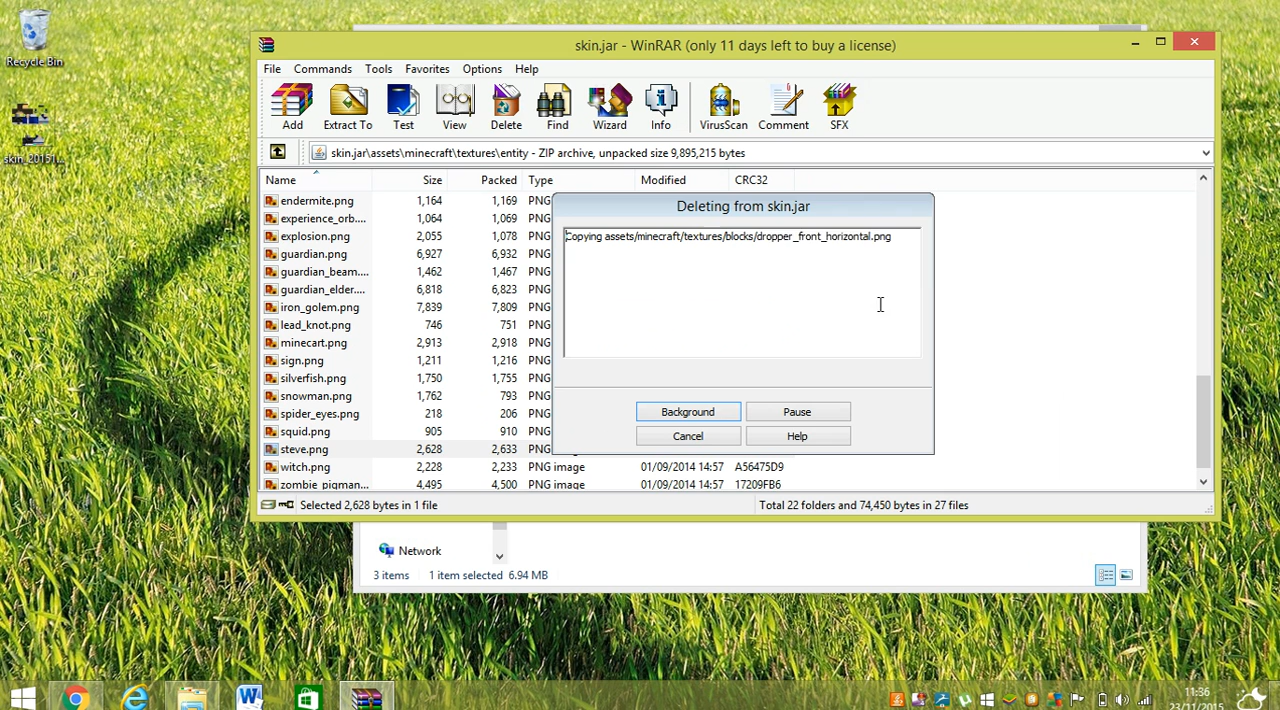 Recycle Bin
skin_20151...
skin.jar - WinRAR (only 11 days left to buy a license)
File Commands Tools Favorites Options Help
Add Extract To Test View Delete Find Wizard Info VirusScan Comment SFX
skin.jar\assets\minecraft\textures\entity - ZIP archive, unpacked size 9,895,215 bytes
Name Size Packed Type Modified CRC32
endermite.png 1,164 1,169 PNG
experience_orb.... 1,064 1,069 PNG
explosion.png 2,055 1,078 PNG
guardian.png 6,927 6,932 PNG
guardian_beam.... 1,462 1,467 PNG
guardian_elder.... 6,818 6,823 PNG
iron_golem.png 7,839 7,809 PNG
lead_knot.png 746 751 PNG
minecart.png 2,913 2,918 PNG
sign.png 1,211 1,216 PNG
silverfish.png 1,750 1,755 PNG
snowman.png 1,762 793 PNG
spider_eyes.png 218 206 PNG
squid.png 905 910 PNG
steve.png 2,628 2,633 PNG
witch.png 2,228 2,233 PNG image 01/09/2014 14:57 A56475D9
zombie_pigman... 4,495 4,500 PNG image 01/09/2014 14:57 17209FB6
Selected 2,628 bytes in 1 file Total 22 folders and 74,450 bytes in 27 files
Deleting from skin.jar
Copying assets/minecraft/textures/blocks/dropper_front_horizontal.png
Background Pause
Cancel Help
Network
3 items 1 item selected 6.94 MB
11:36
23/11/2015